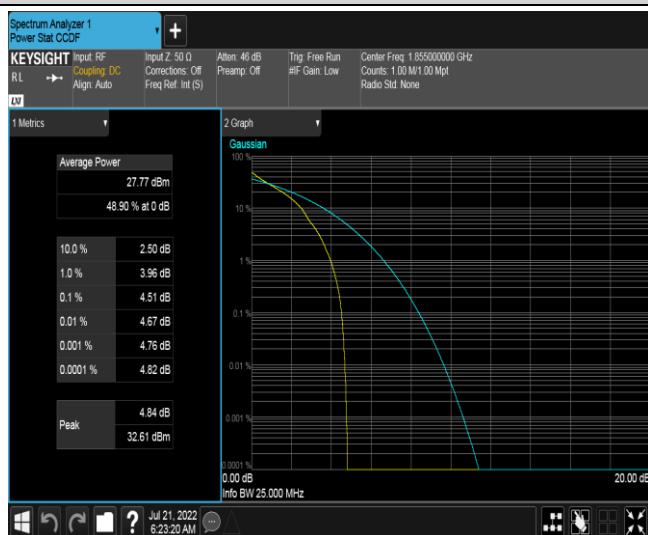 Spectrum Analyzer 1
Power Stat CCDF
+
KEYSIGHT
RL
LXI
Input: RF
Coupling: DC
Align: Auto
Input Z: 50 Ω
Corrections: Off
Freq Ref: Int (S)
Atten: 46 dB
Preamp: Off
Trig: Free Run
#IF Gain: Low
Center Freq: 1.855000000 GHz
Counts: 1.00 M/1.00 Mpt
Radio Std: None
1 Metrics
Average Power
27.77 dBm
48.90 % at 0 dB
10.0 % 2.50 dB
1.0 % 3.96 dB
0.1 % 4.51 dB
0.01 % 4.67 dB
0.001 % 4.76 dB
0.0001 % 4.82 dB
Peak
4.84 dB
32.61 dBm
2 Graph
Gaussian
100 %
10 %
1 %
0.1 %
0.01 %
0.001 %
0.0001 %
0.00 dB
20.00 dB
Info BW 25.000 MHz
?
Jul 21, 2022
6:23:20 AM